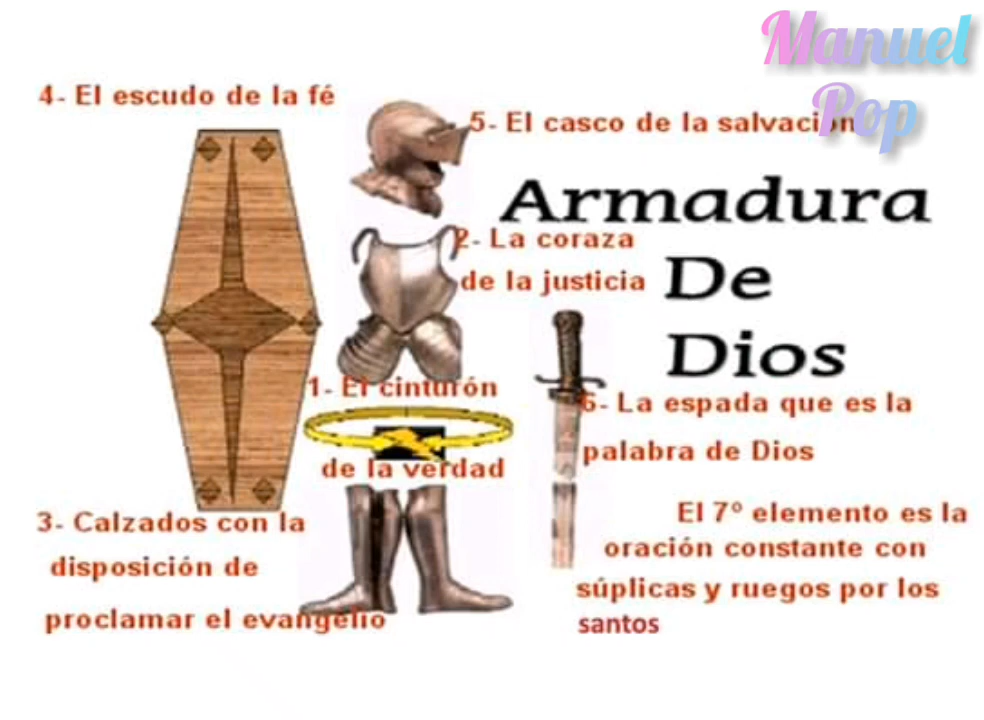 Manuel
Pop
4- El escudo de la fé
5- El casco de la salvación
Armadura
De
Dios
2- La coraza
de la justicia
1- El cinturón
de la verdad
6- La espada que es la
palabra de Dios
3- Calzados con la
disposición de
proclamar el evangelio
El 7º elemento es la
oración constante con
súplicas y ruegos por los
santos